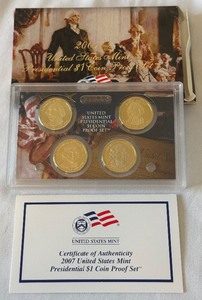 2007
United States Mint
Presidential $1 Coin Proof Set
UNITED STATES MINT
PRESIDENTIAL
$1 COIN
PROOF SET
UNITED STATES MINT
Certificate of Authenticity
2007 United States Mint
Presidential $1 Coin Proof Set